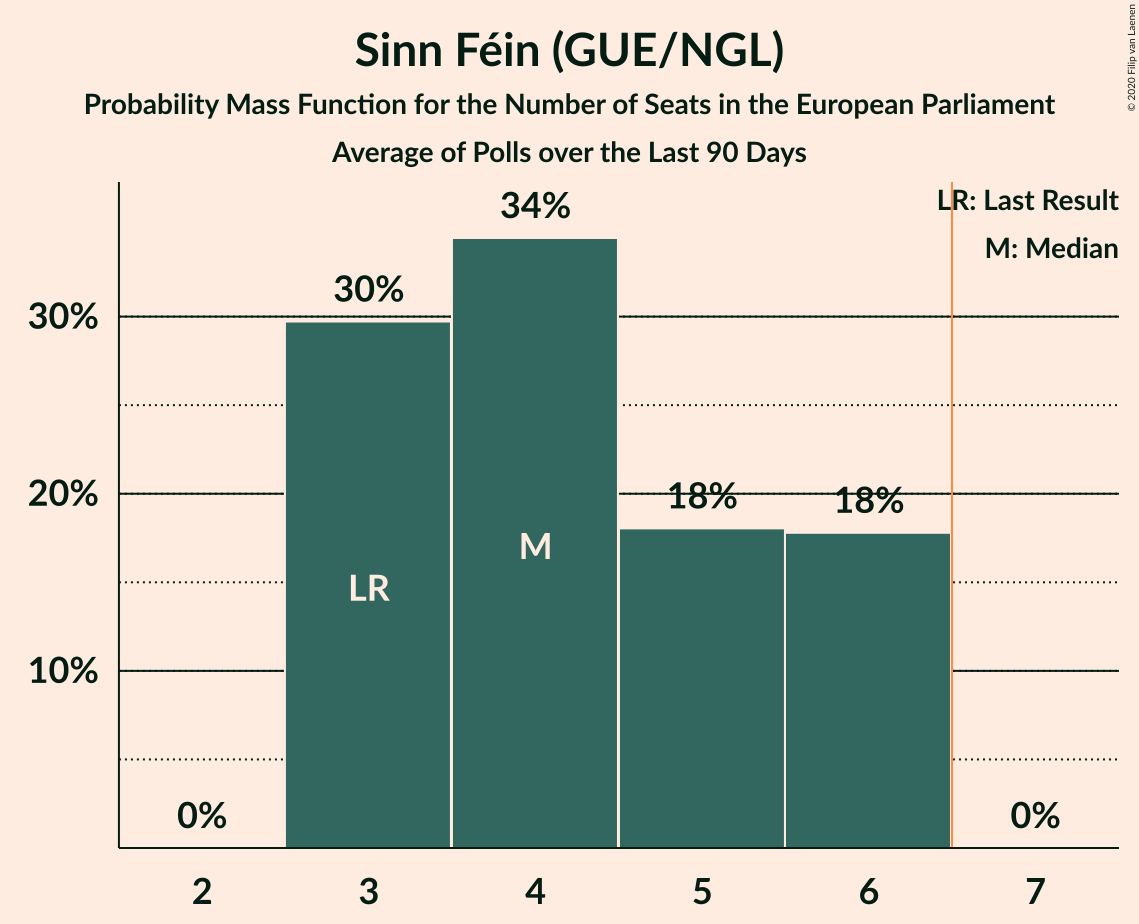 Sinn Féin (GUE/NGL)
Probability Mass Function for the Number of Seats in the European Parliament
Average of Polls over the Last 90 Days
© 2020 Filip van Laenen
LR: Last Result
M: Median
34%
30%
30%
20%
18%
18%
M
LR
10%
0%
0%
2 3 4 5 6 7